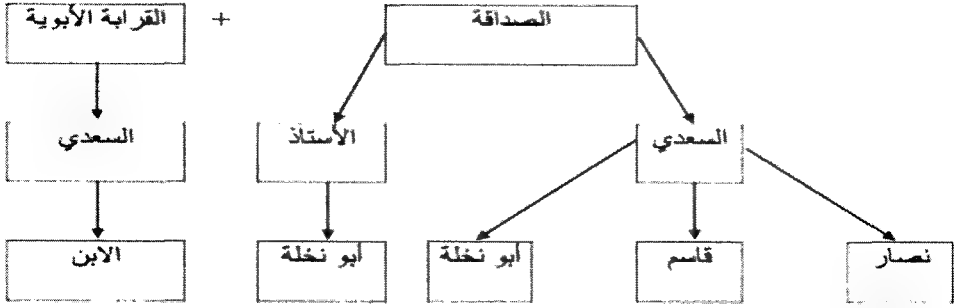 الصداقة + القرابة الأبوية
السعدي الأستاذ السعدي
نصار قاسم أبو نخلة أبو نخلة الابن